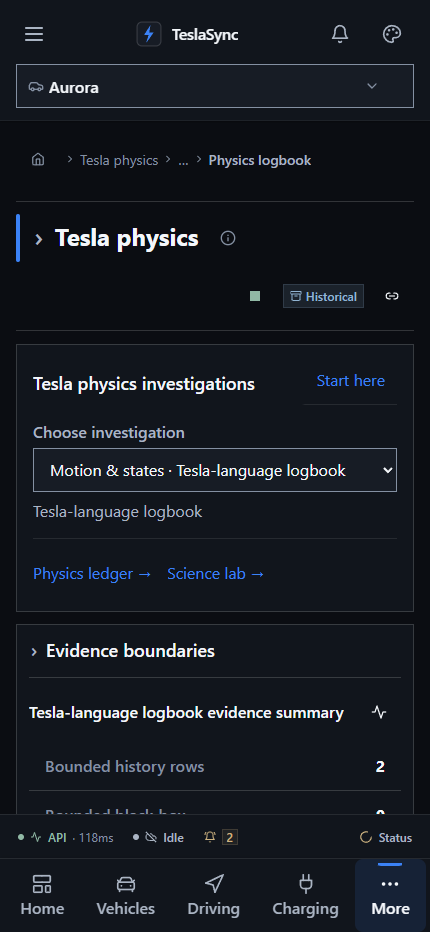 TeslaSync
Aurora
Tesla physics ... Physics logbook
Tesla physics
Historical
Tesla physics investigations
Start here
Choose investigation
Motion & states · Tesla-language logbook
Tesla-language logbook
Physics ledger → Science lab →
Evidence boundaries
Tesla-language logbook evidence summary
Bounded history rows 2
API · 118ms Idle 2 Status
Home Vehicles Driving Charging More